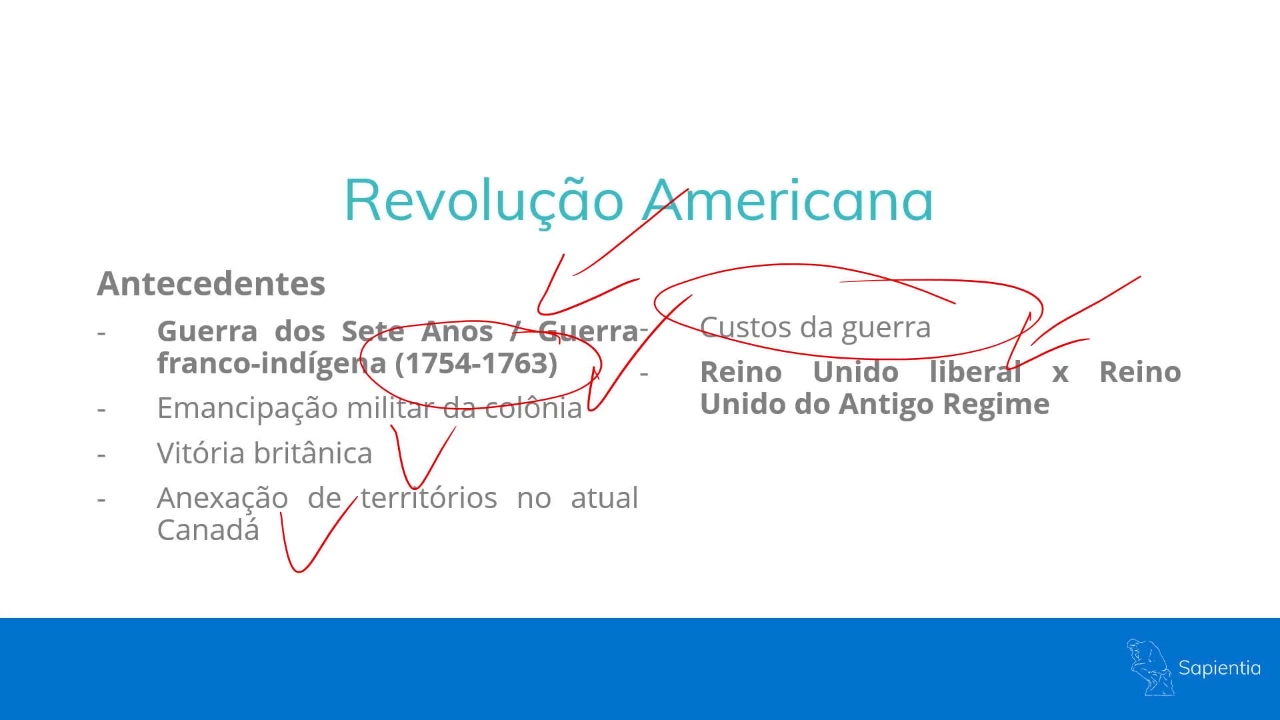 Revolução Americana
Antecedentes
- Guerra dos Sete Anos / Guerra
franco-indígena (1754-1763)
- Emancipação militar da colônia
- Vitória britânica
- Anexação de territórios no atual
Canadá
- Custos da guerra
- Reino Unido liberal x Reino
Unido do Antigo Regime
Sapientia